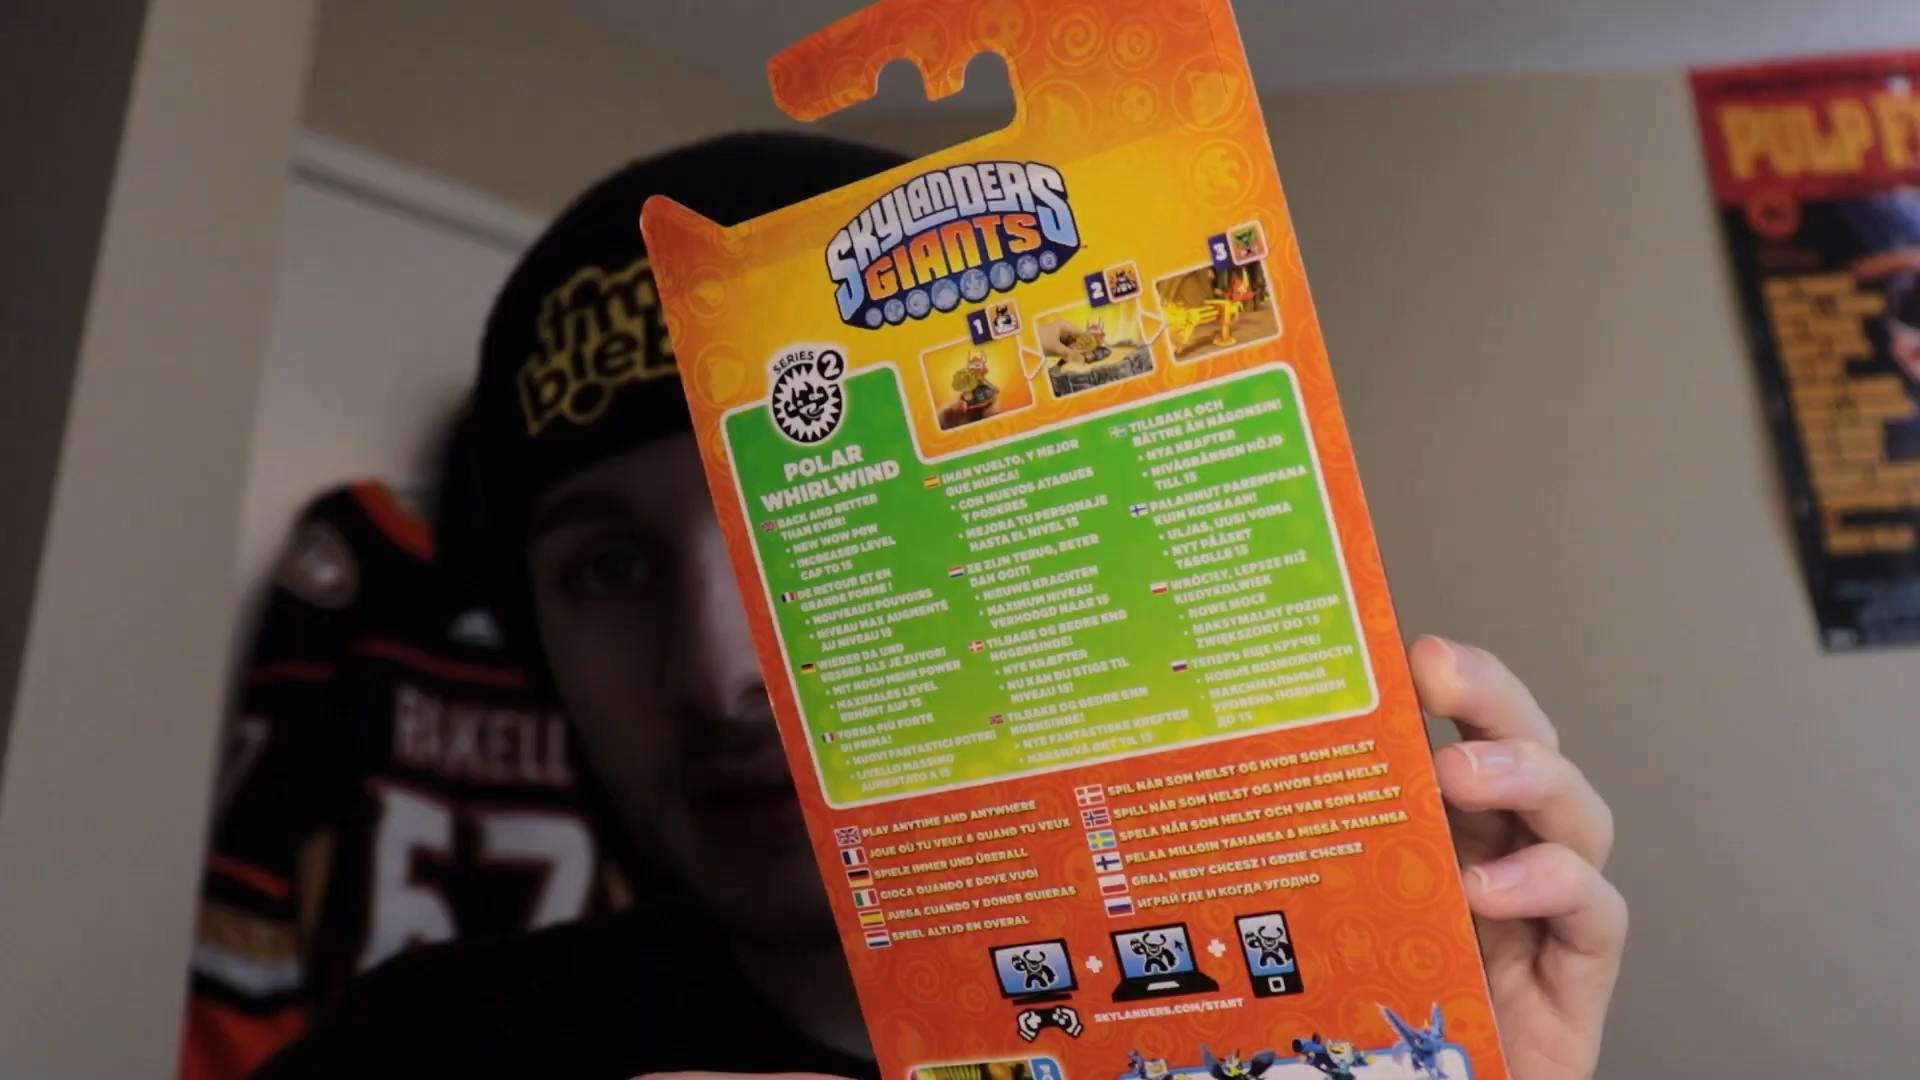 PULP F
tim
bieb
RAKELL
67
SKYLANDERS
GIANTS
1
2
3
SERIES 2
POLAR
WHIRLWIND
BACK AND BETTER
THAN EVER!
• NEW WOW POW
• INCREASED LEVEL
CAP TO 15
DE RETOUR ET EN
GRANDE FORME !
• NOUVEAUX POUVOIRS
• NIVEAU MAX AUGMENTÉ
AU NIVEAU 15
WIEDER DA UND
BESSER ALS JE ZUVOR!
• MIT NOCH MEHR POWER
• MAXIMALES LEVEL
ERHÖHT AUF 15
TORNA PIÙ FORTE
DI PRIMA!
• NUOVI FANTASTICI POTERI
• LIVELLO MASSIMO
AUMENTATO A 15
¡HAN VUELTO, Y MEJOR
QUE NUNCA!
• CON NUEVOS ATAQUES
Y PODERES
• MEJORA TU PERSONAJE
HASTA EL NIVEL 15
ZE ZIJN TERUG, BETER
DAN OOIT!
• NIEUWE KRACHTEN
• MAXIMUM NIVEAU
VERHOOGD NAAR 15
TILBAGE OG BEDRE END
NOGENSINDE!
• NYE KRÆFTER
• NU KAN DU STIGE TIL
NIVEAU 15!
TILBAKE OG BEDRE ENN
NOENSINNE!
• NYE FANTASTISKE KREFTER
• MAKSNIVÅ ØKT TIL 15
TILLBAKA OCH
BÄTTRE ÄN NÅGONSIN!
• NYA KRAFTER
• NIVÅGRÄNSEN HÖJD
TILL 15
PALANNUT PAREMPANA
KUIN KOSKAAN!
• ULJAS, UUSI VOIMA
• NYT PÄÄSET
TASOLLE 15
WRÓCILY, LEPSZE NIŻ
KIEDYKOLWIEK
• NOWE MOCE
• MAKSYMALNY POZIOM
ZWIĘKSZONY DO 15
ТЕПЕРЬ ЕЩЕ КРУЧЕ!
• НОВЫЕ ВОЗМОЖНОСТИ
• МАКСИМАЛЬНЫЙ
УРОВЕНЬ ПОВЫШЕН
ДО 15
PLAY ANYTIME AND ANYWHERE
JOUE OÙ TU VEUX & QUAND TU VEUX
SPIELE IMMER UND ÜBERALL
GIOCA QUANDO E DOVE VUOI
JUEGA CUANDO Y DONDE QUIERAS
SPEEL ALTIJD EN OVERAL
SPIL NÅR SOM HELST OG HVOR SOM HELST
SPILL NÅR SOM HELST OG HVOR SOM HELST
SPELA NÄR SOM HELST OCH VAR SOM HELST
PELAA MILLOIN TAHANSA & MISSÄ TAHANSA
GRAJ, KIEDY CHCESZ I GDZIE CHCESZ
ИГРАЙ ГДЕ И КОГДА УГОДНО
SKYLANDERS.COM/START